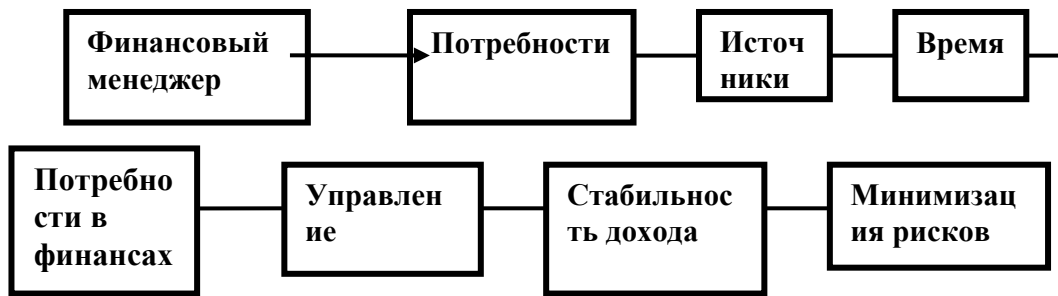 Финансовый
менеджер
Потребности
Источ
ники
Время
Потребно
сти в
финансах
Управлен
ие
Стабильнос
ть дохода
Минимизац
ия рисков